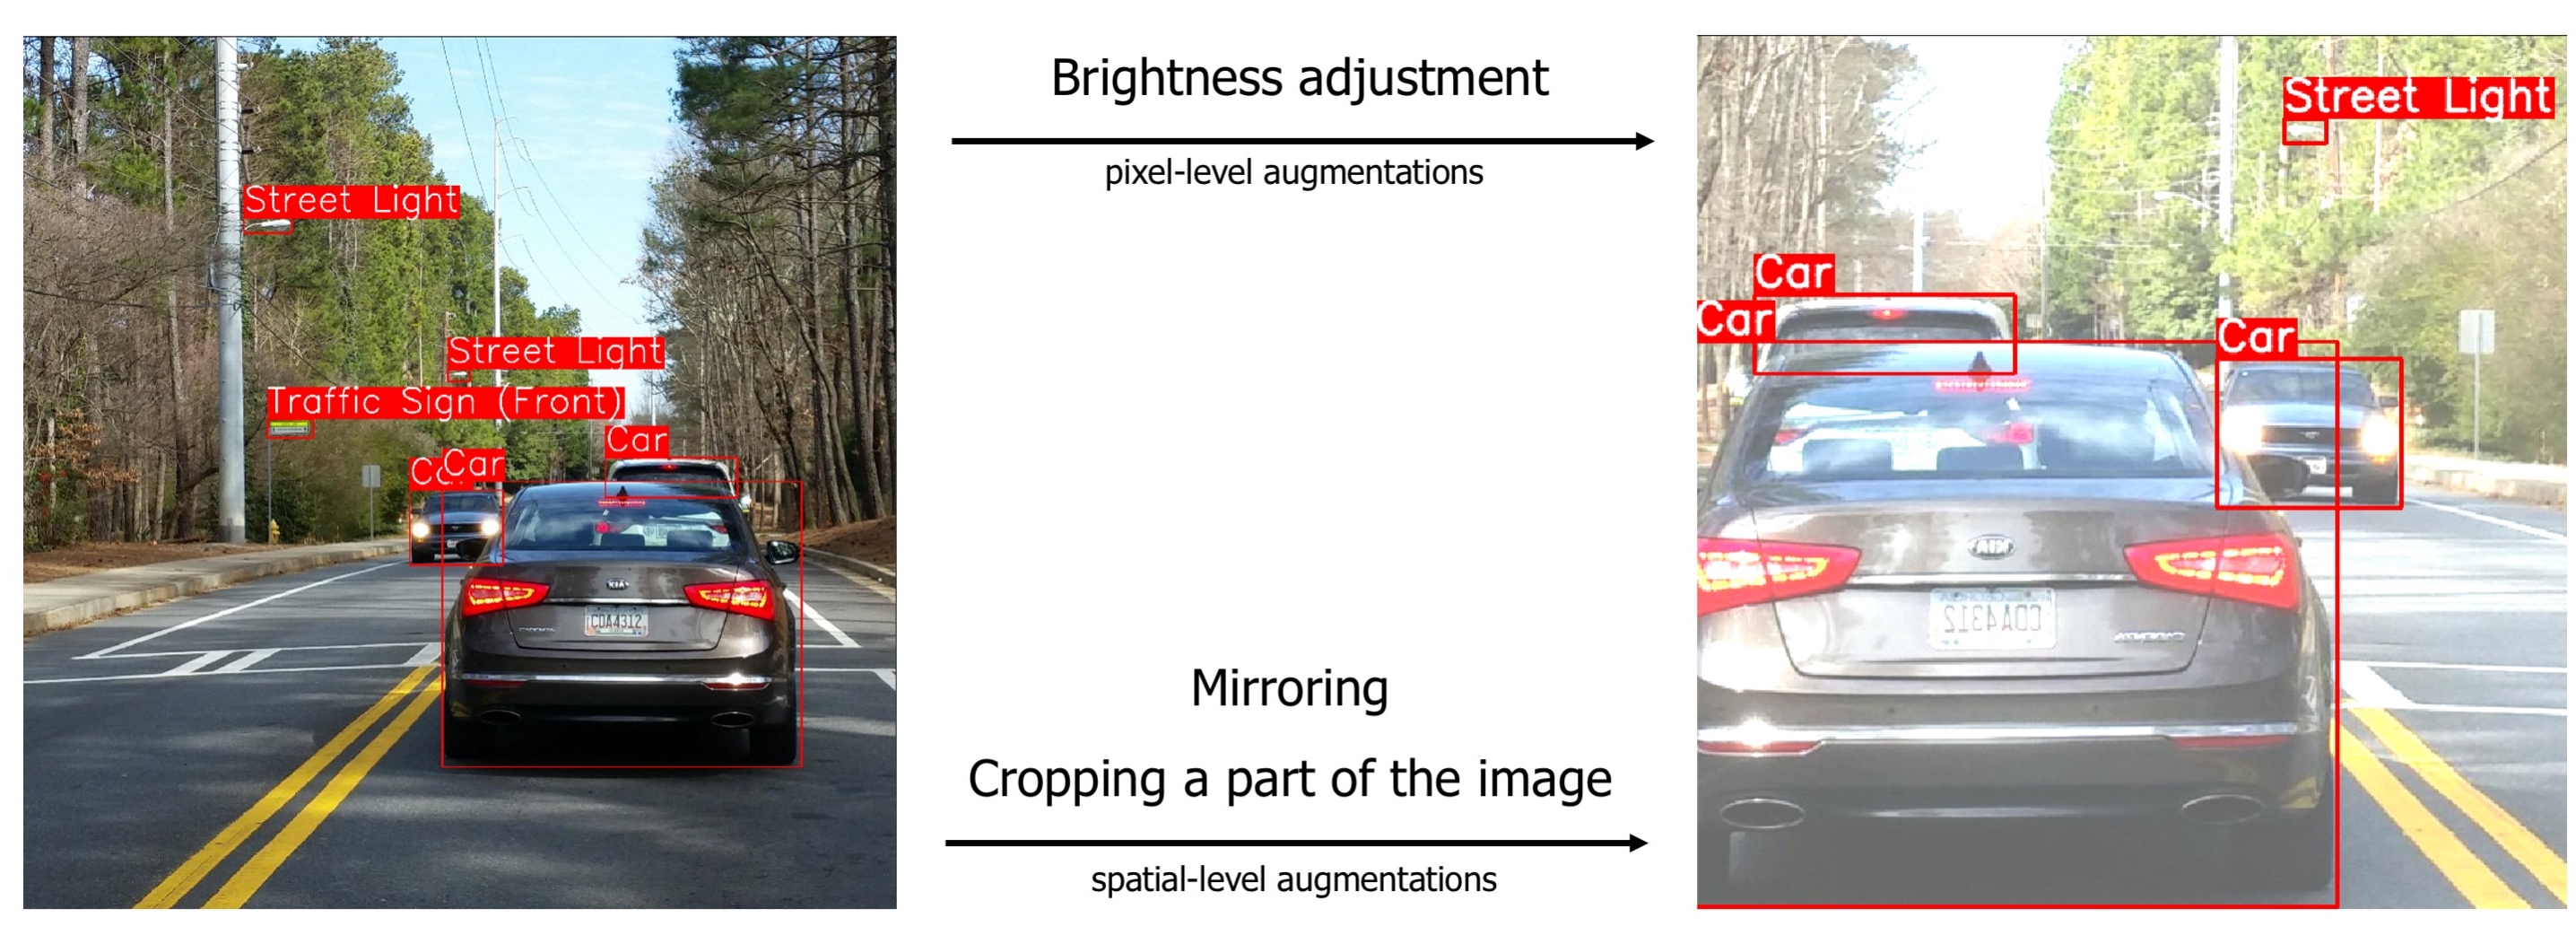 Brightness adjustment
pixel-level augmentations
Mirroring
Cropping a part of the image
spatial-level augmentations
Street Light
Street Light
Traffic Sign (Front)
Car
Car
KIA
CDA4312
Street Light
Car
Car
Car